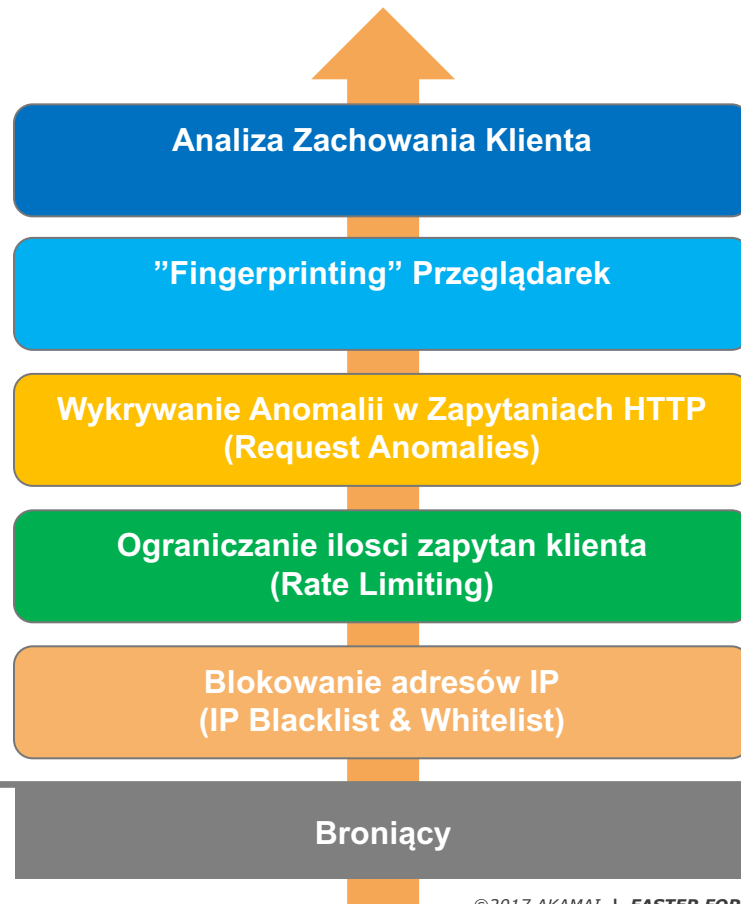 Analiza Zachowania Klienta
”Fingerprinting” Przeglądarek
Wykrywanie Anomalii w Zapytaniach HTTP
(Request Anomalies)
Ograniczanie ilosci zapytan klienta
(Rate Limiting)
Blokowanie adresów IP
(IP Blacklist & Whitelist)
Broniący
©2017 AKAMAI | FASTER FOR